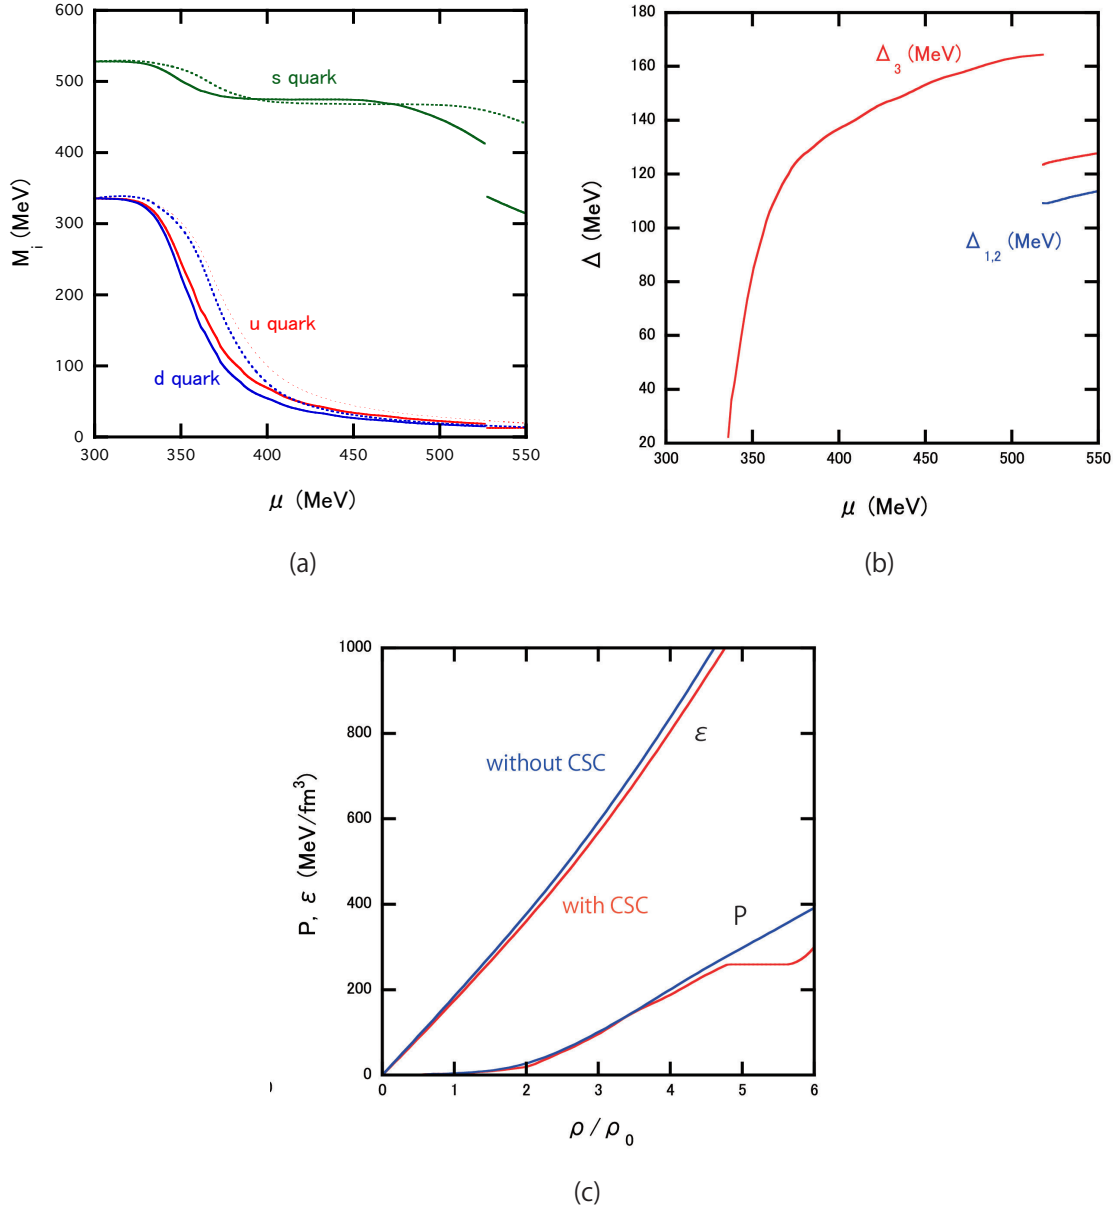 600
500
400
300
200
100
0
M_i (MeV)
s quark
u quark
d quark
300 350 400 450 500 550
μ (MeV)
(a)
180
160
140
120
100
80
60
40
20
Δ (MeV)
Δ_3 (MeV)
Δ_1,2 (MeV)
300 350 400 450 500 550
μ (MeV)
(b)
1000
800
600
400
200
0
P, ε (MeV/fm³)
without CSC
ε
with CSC
P
0 1 2 3 4 5 6
ρ/ρ_0
(c)